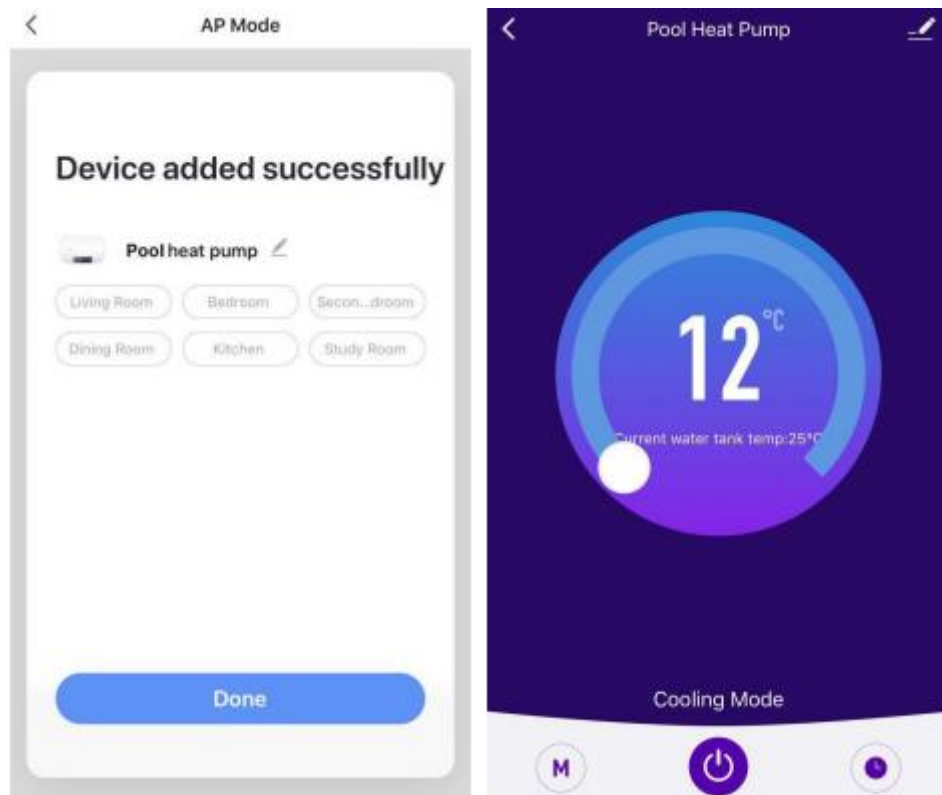 AP Mode
Device added successfully
Pool heat pump
Living Room
Bedroom
Secon...droom
Dining Room
Kitchen
Study Room
Done
Pool Heat Pump
12°C
Current water tank temp:25°C
Cooling Mode
M